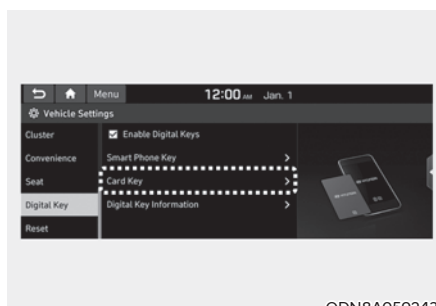 Menu 12:00 AM Jan. 1
Vehicle Settings
Cluster
Enable Digital Keys
Convenience
Smart Phone Key
Seat
Card Key
Digital Key
Digital Key Information
Reset